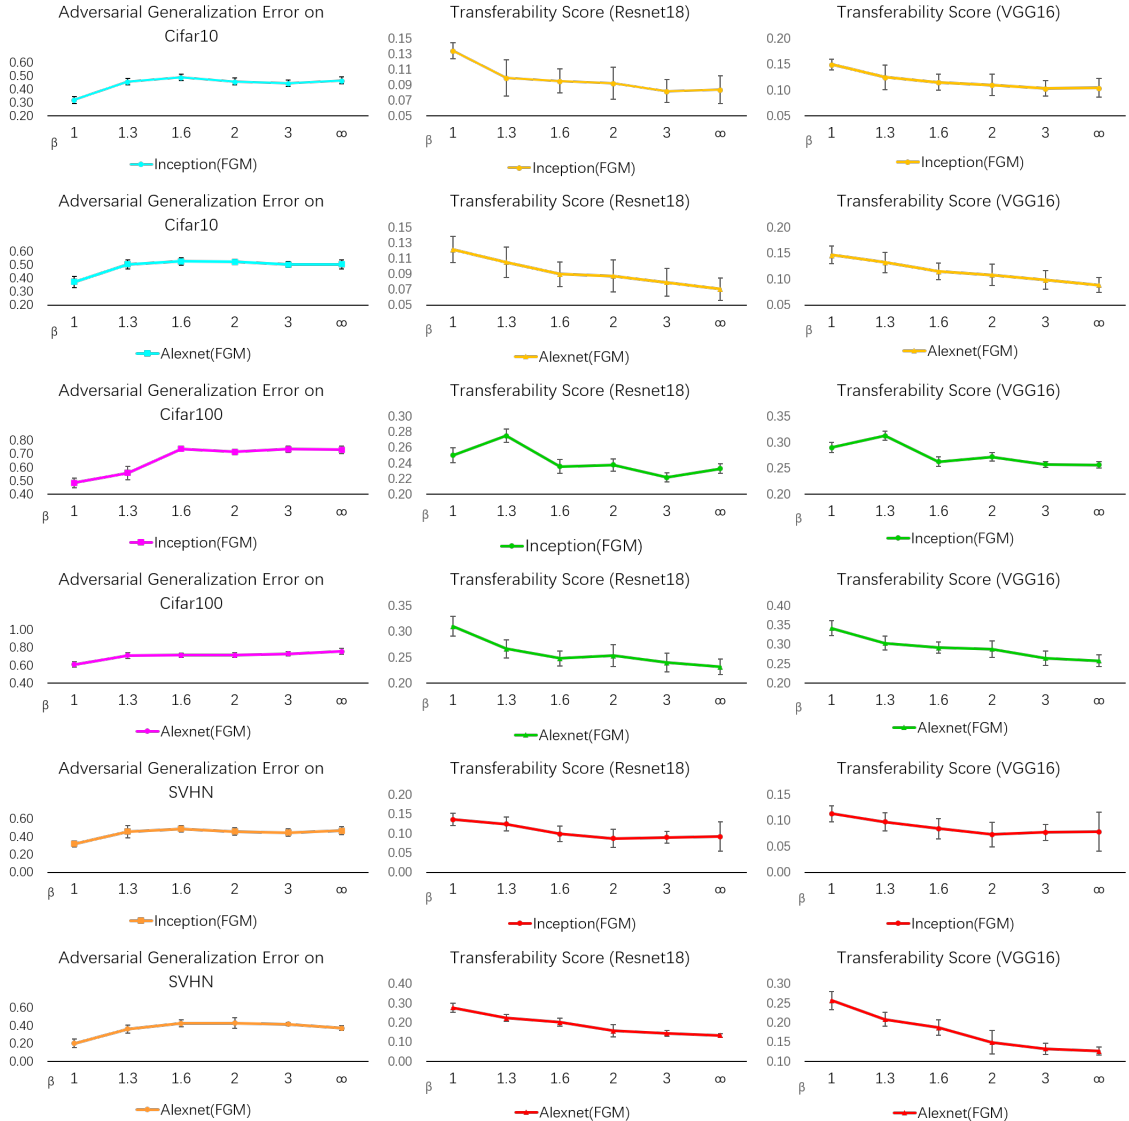 Adversarial Generalization Error on
Cifar10
0.60
0.50
0.40
0.30
0.20
β 1 1.3 1.6 2 3 ∞
Inception(FGM)
Transferability Score (Resnet18)
0.15
0.13
0.11
0.09
0.07
0.05
β 1 1.3 1.6 2 3 ∞
Inception(FGM)
Transferability Score (VGG16)
0.20
0.15
0.10
0.05
β 1 1.3 1.6 2 3 ∞
Inception(FGM)
Adversarial Generalization Error on
Cifar10
0.60
0.50
0.40
0.30
0.20
β 1 1.3 1.6 2 3 ∞
Alexnet(FGM)
Transferability Score (Resnet18)
0.15
0.13
0.11
0.09
0.07
0.05
β 1 1.3 1.6 2 3 ∞
Alexnet(FGM)
Transferability Score (VGG16)
0.20
0.15
0.10
0.05
β 1 1.3 1.6 2 3 ∞
Alexnet(FGM)
Adversarial Generalization Error on
Cifar100
0.80
0.70
0.60
0.50
0.40
β 1 1.3 1.6 2 3 ∞
Inception(FGM)
Transferability Score (Resnet18)
0.30
0.28
0.26
0.24
0.22
0.20
β 1 1.3 1.6 2 3 ∞
Inception(FGM)
Transferability Score (VGG16)
0.35
0.30
0.25
0.20
β 1 1.3 1.6 2 3 ∞
Inception(FGM)
Adversarial Generalization Error on
Cifar100
1.00
0.80
0.60
0.40
β 1 1.3 1.6 2 3 ∞
Alexnet(FGM)
Transferability Score (Resnet18)
0.35
0.30
0.25
0.20
β 1 1.3 1.6 2 3 ∞
Alexnet(FGM)
Transferability Score (VGG16)
0.40
0.35
0.30
0.25
0.20
β 1 1.3 1.6 2 3 ∞
Alexnet(FGM)
Adversarial Generalization Error on
SVHN
0.60
0.40
0.20
0.00
β 1 1.3 1.6 2 3 ∞
Inception(FGM)
Transferability Score (Resnet18)
0.20
0.15
0.10
0.05
0.00
β 1 1.3 1.6 2 3 ∞
Inception(FGM)
Transferability Score (VGG16)
0.15
0.10
0.05
0.00
β 1 1.3 1.6 2 3 ∞
Inception(FGM)
Adversarial Generalization Error on
SVHN
0.60
0.40
0.20
0.00
β 1 1.3 1.6 2 3 ∞
Alexnet(FGM)
Transferability Score (Resnet18)
0.40
0.30
0.20
0.10
0.00
β 1 1.3 1.6 2 3 ∞
Alexnet(FGM)
Transferability Score (VGG16)
0.30
0.25
0.20
0.15
0.10
β 1 1.3 1.6 2 3 ∞
Alexnet(FGM)